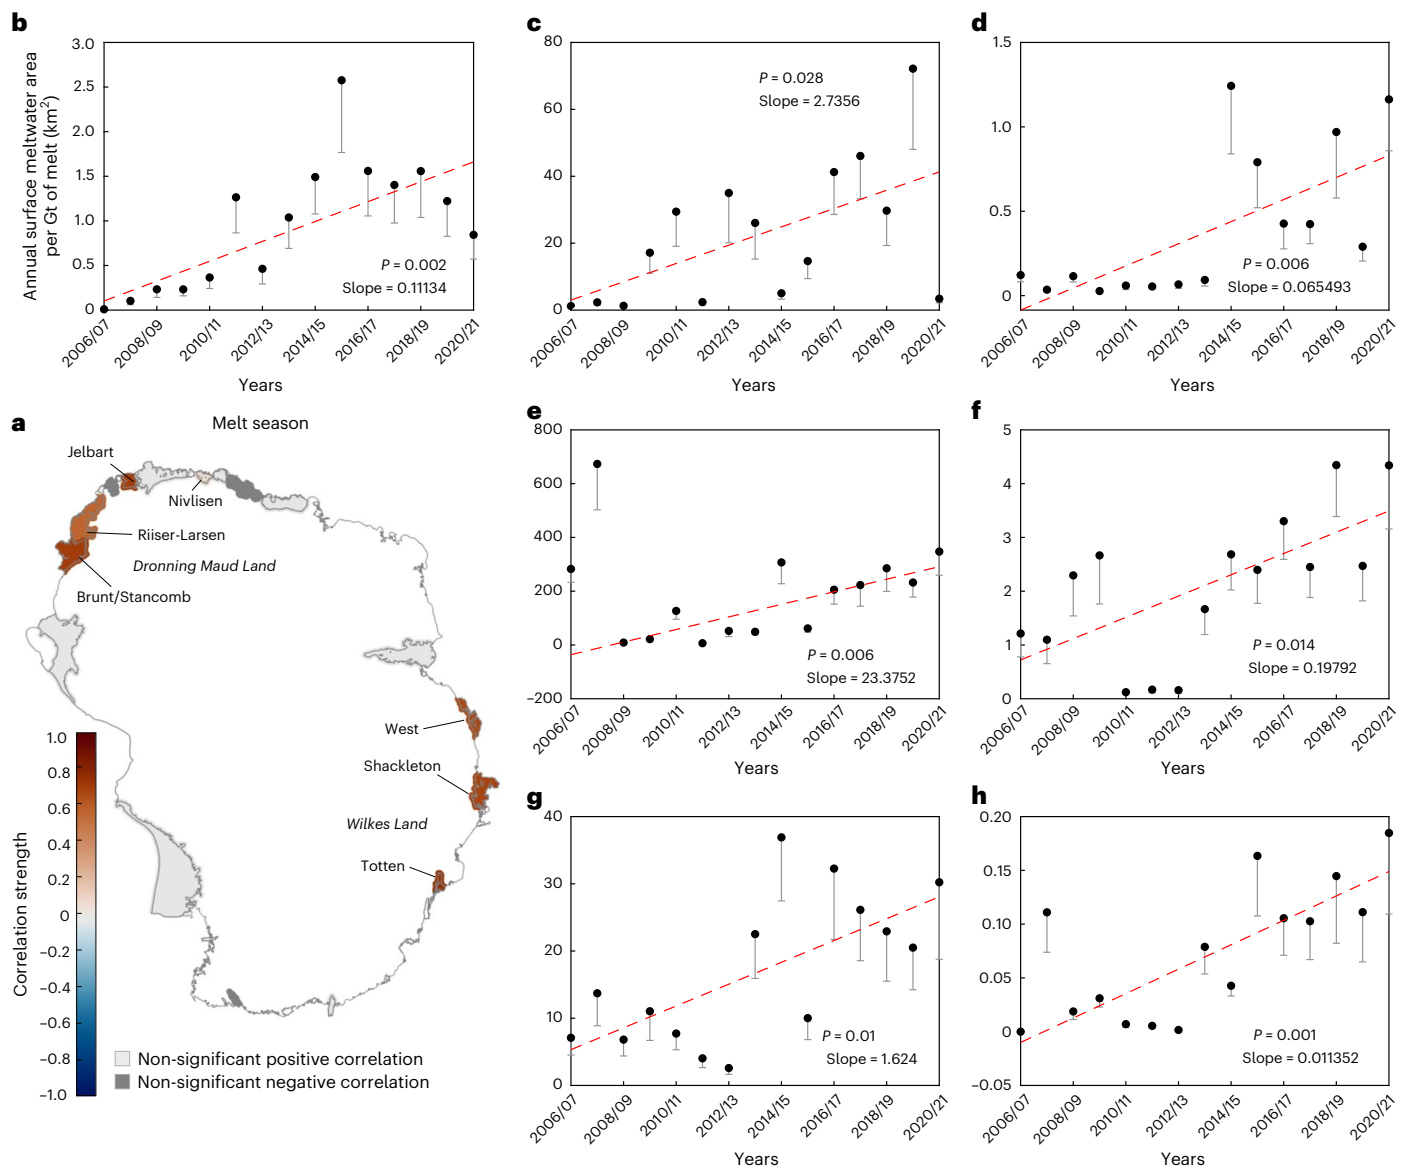 b
Annual surface meltwater area
per Gt of melt (km²)
3.0
2.5
2.0
1.5
1.0
0.5
0
P = 0.002
Slope = 0.11134
2006/07
2008/09
2010/11
2012/13
2014/15
2016/17
2018/19
2020/21
Years
c
80
60
40
20
0
P = 0.028
Slope = 2.7356
2006/07
2008/09
2010/11
2012/13
2014/15
2016/17
2018/19
2020/21
Years
d
1.5
1.0
0.5
0
P = 0.006
Slope = 0.065493
2006/07
2008/09
2010/11
2012/13
2014/15
2016/17
2018/19
2020/21
Years
a
Melt season
Jelbart
Nivlisen
Riiser-Larsen
Dronning Maud Land
Brunt/Stancomb
West
Shackleton
Wilkes Land
Totten
Correlation strength
1.0
0.8
0.6
0.4
0.2
0
–0.2
–0.4
–0.6
–0.8
–1.0
Non-significant positive correlation
Non-significant negative correlation
e
800
600
400
200
0
–200
P = 0.006
Slope = 23.3752
2006/07
2008/09
2010/11
2012/13
2014/15
2016/17
2018/19
2020/21
Years
f
5
4
3
2
1
0
P = 0.014
Slope = 0.19792
2006/07
2008/09
2010/11
2012/13
2014/15
2016/17
2018/19
2020/21
Years
g
40
30
20
10
0
P = 0.01
Slope = 1.624
2006/07
2008/09
2010/11
2012/13
2014/15
2016/17
2018/19
2020/21
Years
h
0.20
0.15
0.10
0.05
0
–0.05
P = 0.001
Slope = 0.011352
2006/07
2008/09
2010/11
2012/13
2014/15
2016/17
2018/19
2020/21
Years